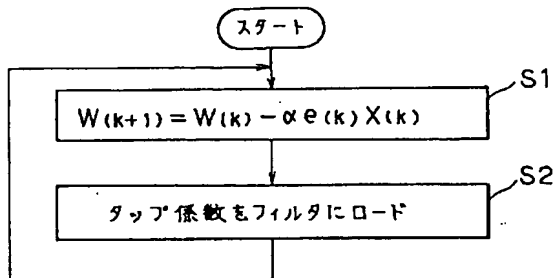 スタート
S1
W(k+1) = W(k) - αe(k)X(k)
S2
タップ係数をフィルタにロード